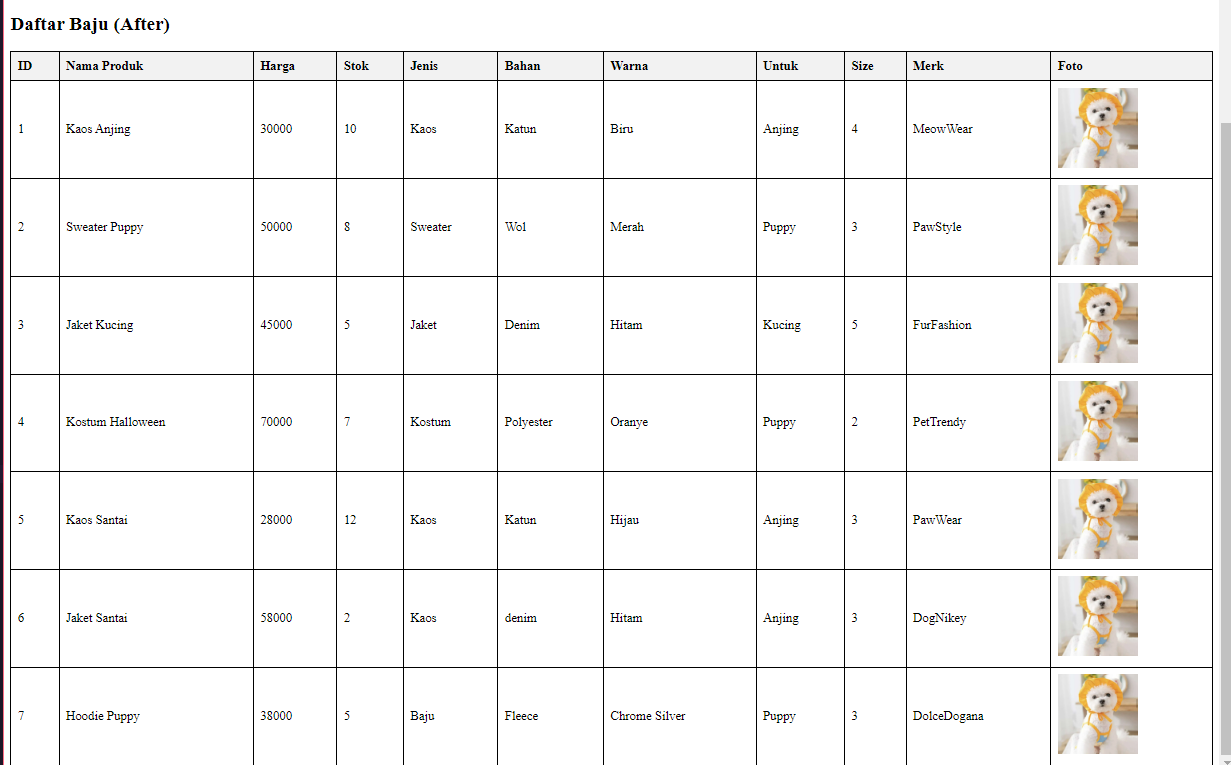 Daftar Baju (After)
ID Nama Produk Harga Stok Jenis Bahan Warna Untuk Size Merk Foto
1 Kaos Anjing 30000 10 Kaos Katun Biru Anjing 4 MeowWear
2 Sweater Puppy 50000 8 Sweater Wol Merah Puppy 3 PawStyle
3 Jaket Kucing 45000 5 Jaket Denim Hitam Kucing 5 FurFashion
4 Kostum Halloween 70000 7 Kostum Polyester Oranye Puppy 2 PetTrendy
5 Kaos Santai 28000 12 Kaos Katun Hijau Anjing 3 PawWear
6 Jaket Santai 58000 2 Kaos denim Hitam Anjing 3 DogNikey
7 Hoodie Puppy 38000 5 Baju Fleece Chrome Silver Puppy 3 DolceDogana